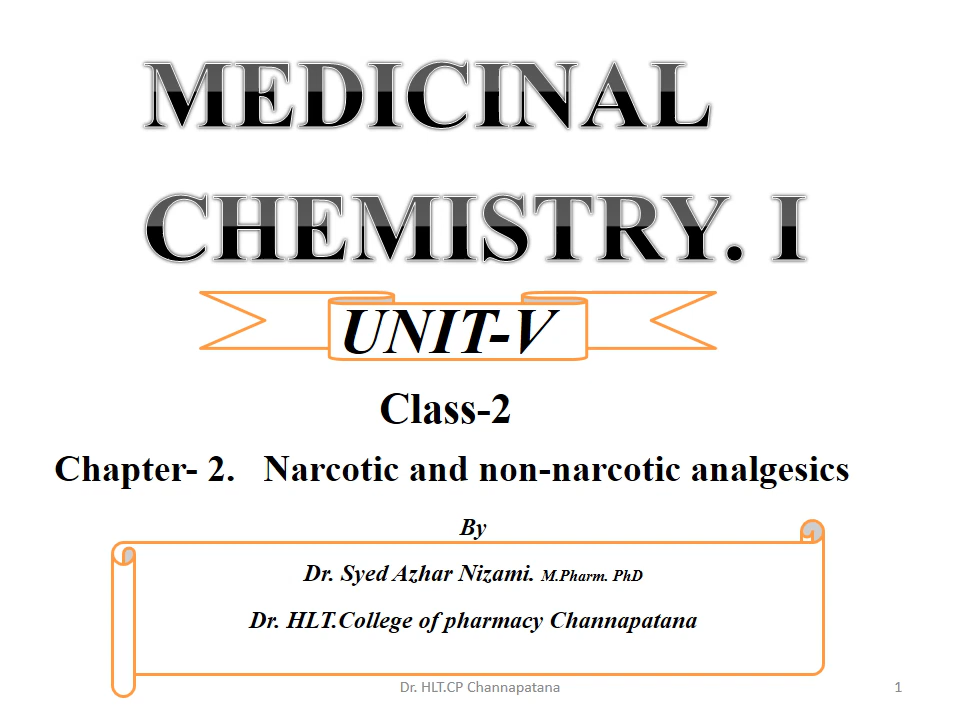 MEDICINAL
CHEMISTRY. I
UNIT-V
Class-2
Chapter- 2. Narcotic and non-narcotic analgesics
By
Dr. Syed Azhar Nizami. M.Pharm. PhD
Dr. HLT.College of pharmacy Channapatana
Dr. HLT.CP Channapatana 1